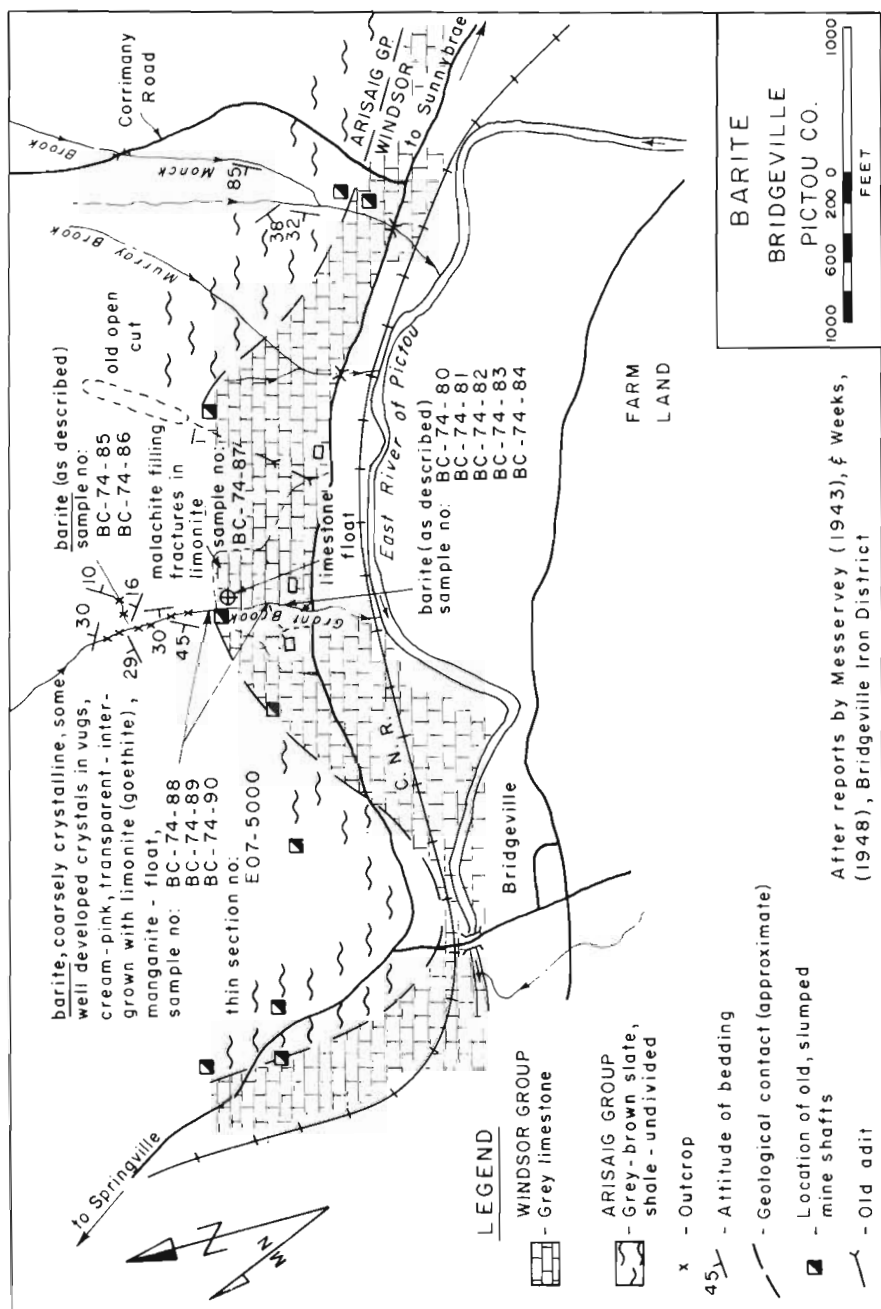 barite, coarsely crystalline, some
well developed crystals in vugs,
cream-pink, transparent - inter-
grown with limonite (goethite),
manganite - float,
sample no: BC-74-88
BC-74-89
BC-74-90
thin section no:
E07-5000
barite (as described)
sample no:
BC-74-85
BC-74-86
malachite filling
fractures in
limonite
sample no:
BC-74-87
old open
cut
Murray Brook
Monck
Brook
Corrimany
Road
ARISAIG GP.
WINDSOR
to Sunnybrae
30
10
16
29
30
45
38
32
85
Grant Brook
limestone
float
barite (as described)
sample no: BC-74-80
BC-74-81
BC-74-82
BC-74-83
BC-74-84
East River of Pictou
C. N. R.
to Springville
Bridgeville
FARM
LAND
N
M N
LEGEND
WINDSOR GROUP
- Grey limestone
ARISAIG GROUP
- Grey-brown slate,
shale - undivided
x - Outcrop
45 - Attitude of bedding
- Geological contact (approximate)
- Location of old, slumped
mine shafts
- Old adit
After reports by Messervey (1943), & Weeks,
(1948), Bridgeville Iron District
BARITE
BRIDGEVILLE
PICTOU CO.
1000 600 200 0 1000
FEET